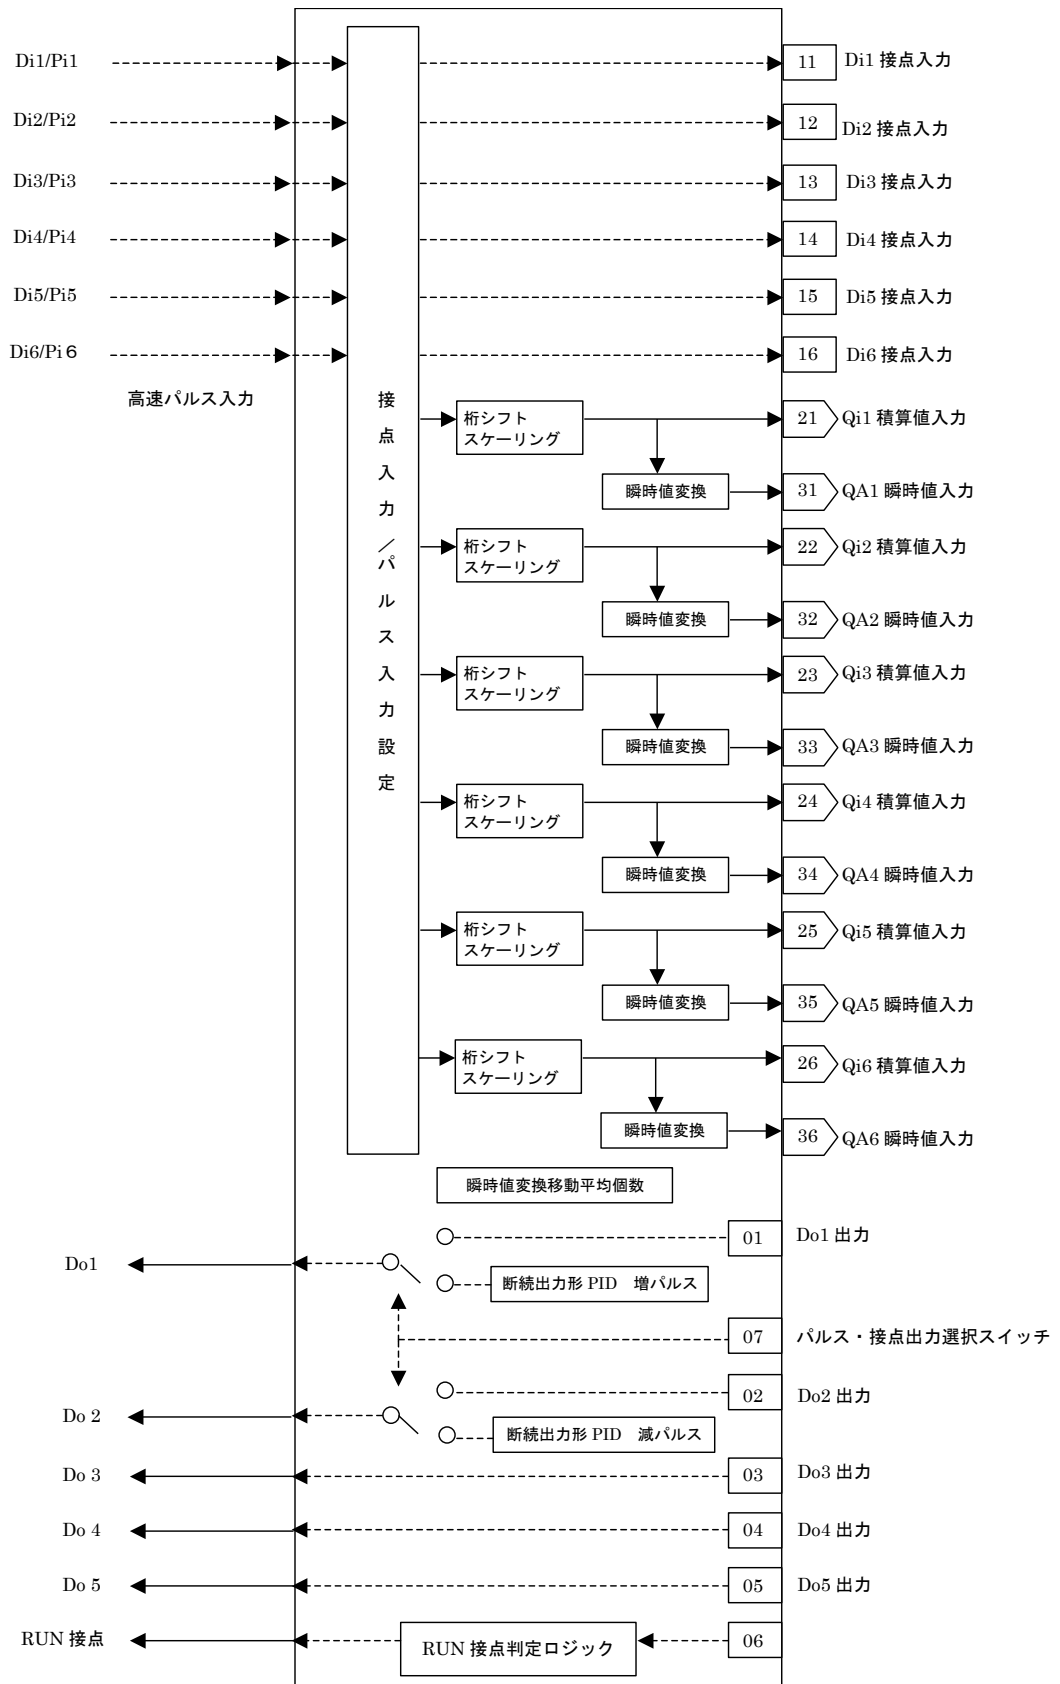 Di1/Pi1
11
Di1 接点入力
Di2/Pi2
12
Di2 接点入力
Di3/Pi3
13
Di3 接点入力
Di4/Pi4
14
Di4 接点入力
Di5/Pi5
15
Di5 接点入力
Di6/Pi６
16
Di6 接点入力
高速パルス入力
接点入力／パルス入力設定
桁シフト
スケーリング
21
Qi1 積算値入力
瞬時値変換
31
QA1 瞬時値入力
桁シフト
スケーリング
22
Qi2 積算値入力
瞬時値変換
32
QA2 瞬時値入力
桁シフト
スケーリング
23
Qi3 積算値入力
瞬時値変換
33
QA3 瞬時値入力
桁シフト
スケーリング
24
Qi4 積算値入力
瞬時値変換
34
QA4 瞬時値入力
桁シフト
スケーリング
25
Qi5 積算値入力
瞬時値変換
35
QA5 瞬時値入力
桁シフト
スケーリング
26
Qi6 積算値入力
瞬時値変換
36
QA6 瞬時値入力
瞬時値変換移動平均個数
01
Do1 出力
Do1
断続出力形 PID　増パルス
07
パルス・接点出力選択スイッチ
02
Do2 出力
Do 2
断続出力形 PID　減パルス
Do 3
03
Do3 出力
Do 4
04
Do4 出力
Do 5
05
Do5 出力
RUN 接点
RUN 接点判定ロジック
06